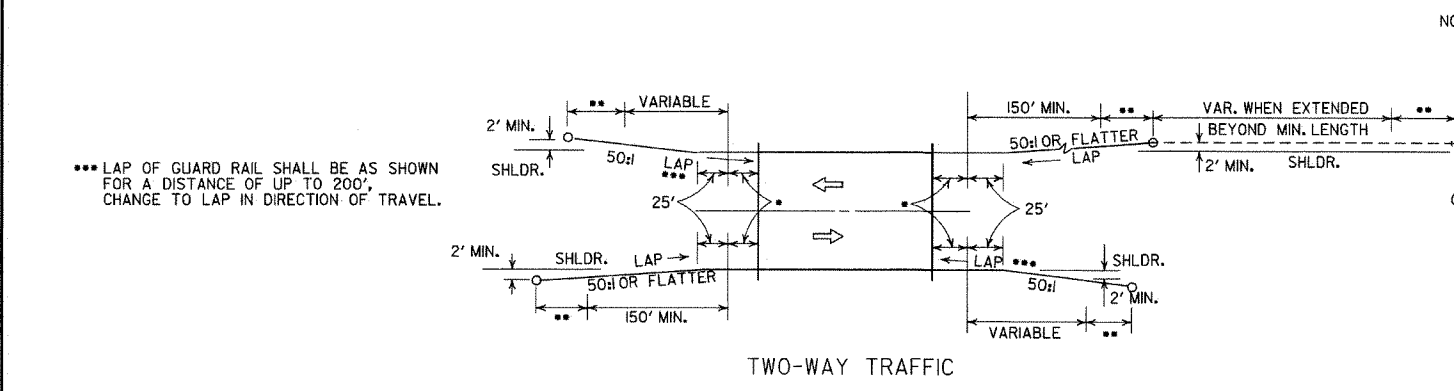 NO
** VARIABLE
150' MIN. ** VAR. WHEN EXTENDED **
2' MIN.
50:1 OR FLATTER
BEYOND MIN. LENGTH
50:1
LAP
LAP
SHLDR.
***
2' MIN.
SHLDR.
*** LAP OF GUARD RAIL SHALL BE AS SHOWN
FOR A DISTANCE OF UP TO 200',
CHANGE TO LAP IN DIRECTION OF TRAVEL.
25'
*
*
25'
2' MIN.
SHLDR.
LAP
LAP ***
SHLDR.
50:1 OR FLATTER
50:1
2' MIN.
** 150' MIN.
VARIABLE **
TWO-WAY TRAFFIC